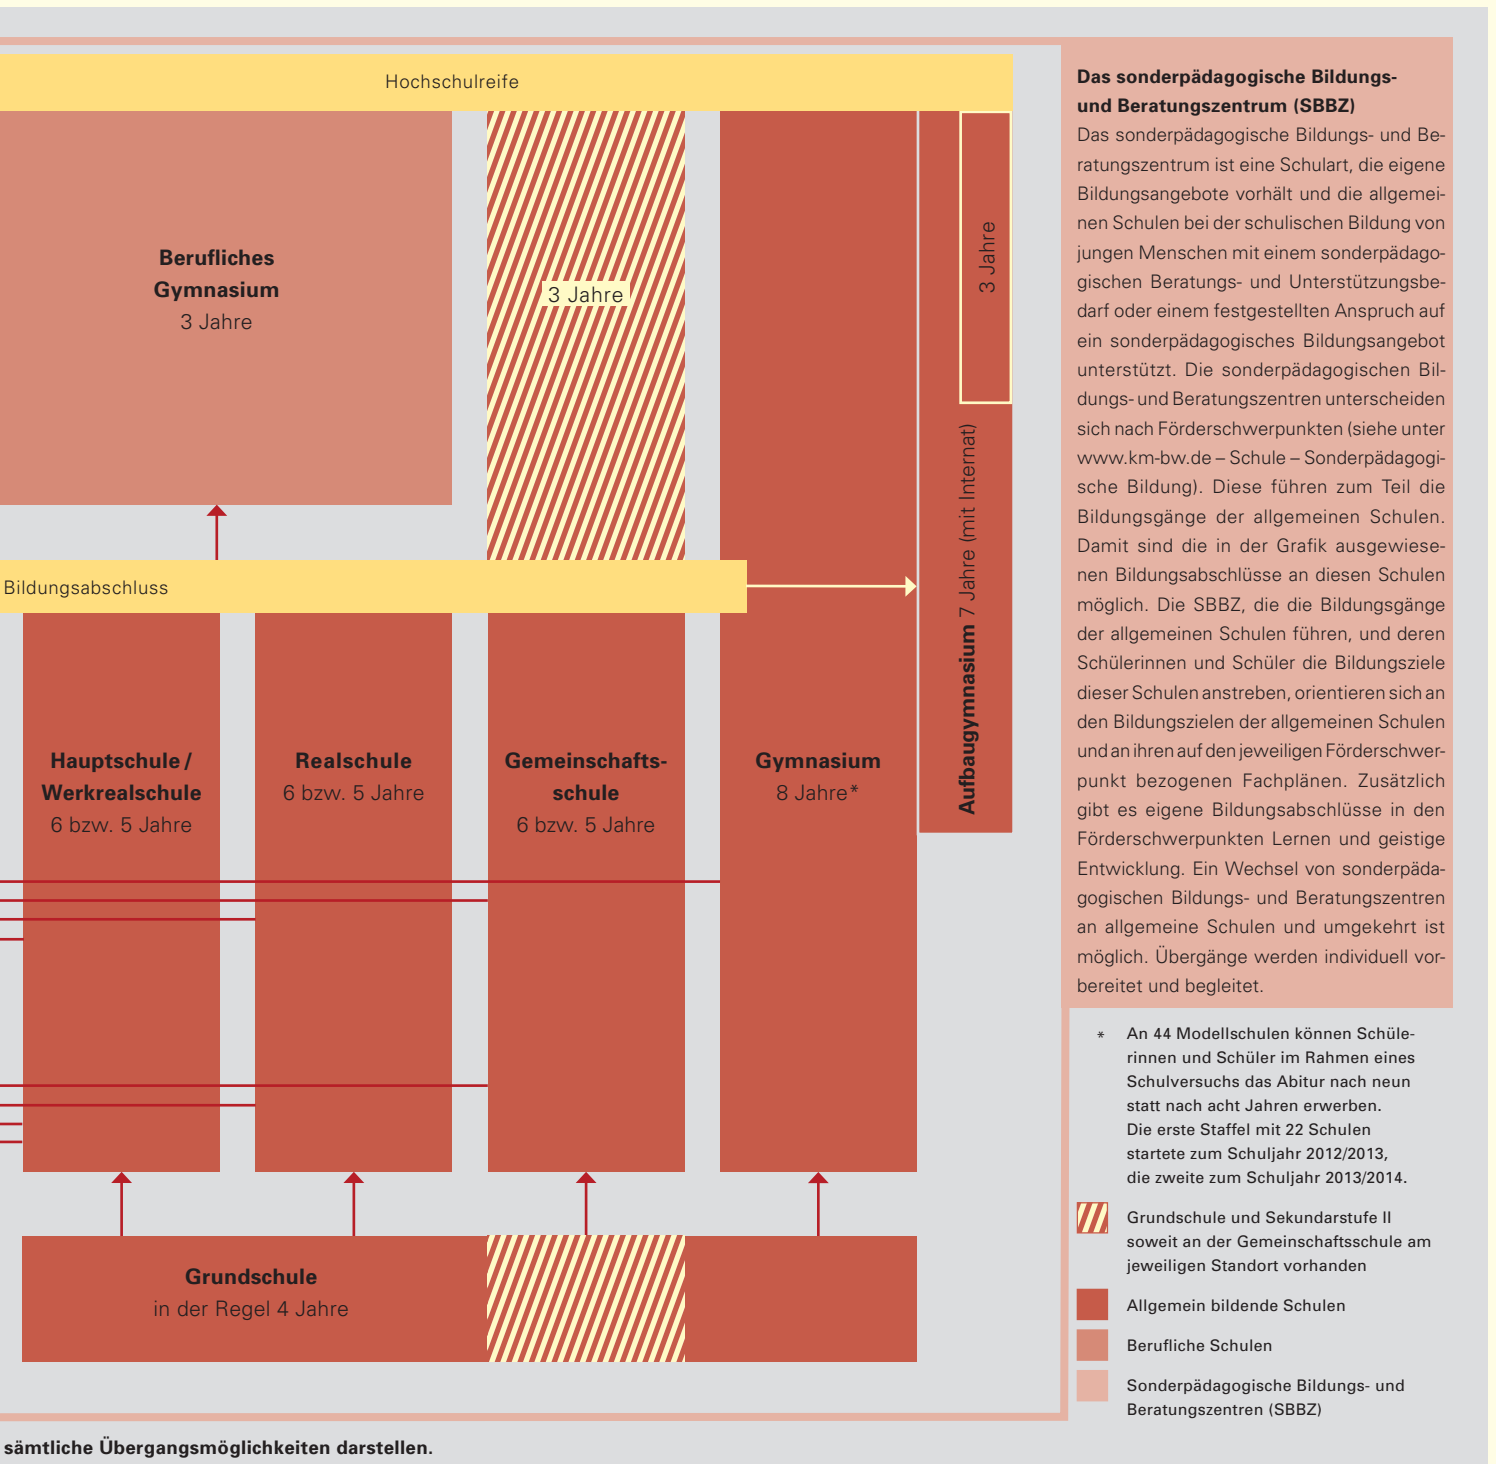 Hochschulreife
Berufliches
Gymnasium
3 Jahre
3 Jahre
3 Jahre
Aufbaugymnasium 7 Jahre (mit Internat)
Bildungsabschluss
Hauptschule /
Werkrealschule
6 bzw. 5 Jahre
Realschule
6 bzw. 5 Jahre
Gemeinschafts-
schule
6 bzw. 5 Jahre
Gymnasium
8 Jahre*
Grundschule
in der Regel 4 Jahre
sämtliche Übergangsmöglichkeiten darstellen.
Das sonderpädagogische Bildungs-
und Beratungszentrum (SBBZ)
Das sonderpädagogische Bildungs- und Be-
ratungszentrum ist eine Schulart, die eigene
Bildungsangebote vorhält und die allgemei-
nen Schulen bei der schulischen Bildung von
jungen Menschen mit einem sonderpädago-
gischen Beratungs- und Unterstützungsbe-
darf oder einem festgestellten Anspruch auf
ein sonderpädagogisches Bildungsangebot
unterstützt. Die sonderpädagogischen Bil-
dungs- und Beratungszentren unterscheiden
sich nach Förderschwerpunkten (siehe unter
www.km-bw.de – Schule – Sonderpädagogi-
sche Bildung). Diese führen zum Teil die
Bildungsgänge der allgemeinen Schulen.
Damit sind die in der Grafik ausgewiese-
nen Bildungsabschlüsse an diesen Schulen
möglich. Die SBBZ, die die Bildungsgänge
der allgemeinen Schulen führen, und deren
Schülerinnen und Schüler die Bildungsziele
dieser Schulen anstreben, orientieren sich an
den Bildungszielen der allgemeinen Schulen
und an ihren auf den jeweiligen Förderschwer-
punkt bezogenen Fachplänen. Zusätzlich
gibt es eigene Bildungsabschlüsse in den
Förderschwerpunkten Lernen und geistige
Entwicklung. Ein Wechsel von sonderpäda-
gogischen Bildungs- und Beratungszentren
an allgemeine Schulen und umgekehrt ist
möglich. Übergänge werden individuell vor-
bereitet und begleitet.
* An 44 Modellschulen können Schüle-
rinnen und Schüler im Rahmen eines
Schulversuchs das Abitur nach neun
statt nach acht Jahren erwerben.
Die erste Staffel mit 22 Schulen
startete zum Schuljahr 2012/2013,
die zweite zum Schuljahr 2013/2014.
Grundschule und Sekundarstufe II
soweit an der Gemeinschaftsschule am
jeweiligen Standort vorhanden
Allgemein bildende Schulen
Berufliche Schulen
Sonderpädagogische Bildungs- und
Beratungszentren (SBBZ)